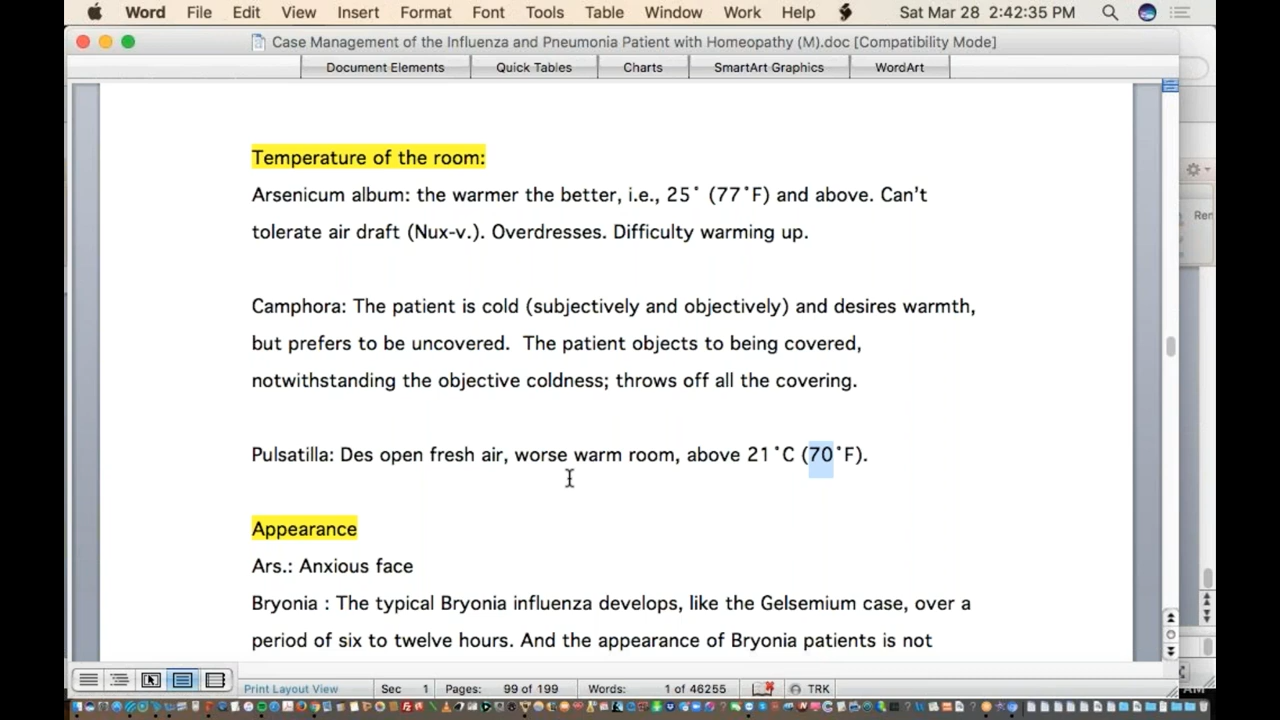 Word File Edit View Insert Format Font Tools Table Window Work Help Sat Mar 28 2:42:35 PM
Case Management of the Influenza and Pneumonia Patient with Homeopathy (M).doc [Compatibility Mode]
Document Elements Quick Tables Charts SmartArt Graphics WordArt
Temperature of the room:
Arsenicum album: the warmer the better, i.e., 25˚ (77˚F) and above. Can't
tolerate air draft (Nux-v.). Overdresses. Difficulty warming up.
Ren
Camphora: The patient is cold (subjectively and objectively) and desires warmth,
but prefers to be uncovered.  The patient objects to being covered,
notwithstanding the objective coldness; throws off all the covering.
Pulsatilla: Des open fresh air, worse warm room, above 21˚C (70˚F).
Appearance
Ars.: Anxious face
Bryonia : The typical Bryonia influenza develops, like the Gelsemium case, over a
period of six to twelve hours. And the appearance of Bryonia patients is not
Print Layout View Sec 1 Pages: 99 of 199 Words: 1 of 46255 TRK
AM